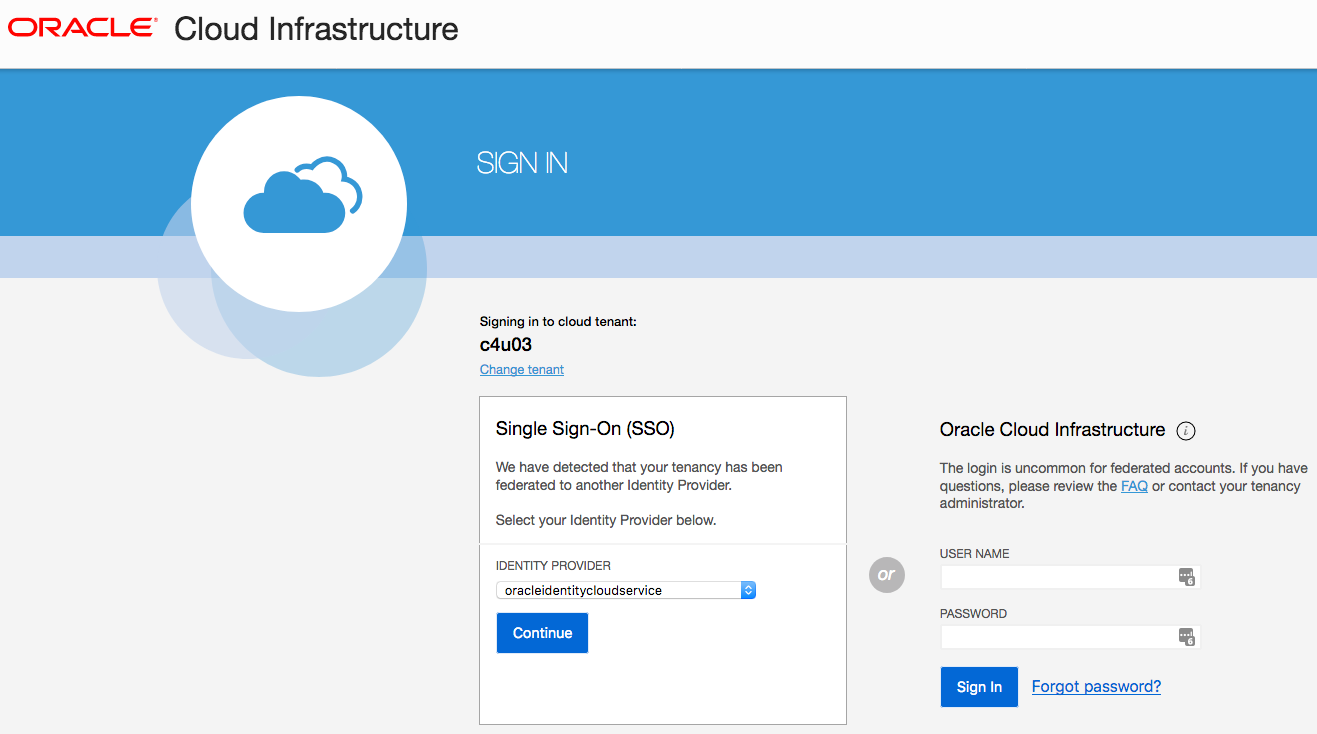 ORACLE® Cloud Infrastructure
SIGN IN
Signing in to cloud tenant:
c4u03
Change tenant
Single Sign-On (SSO)
We have detected that your tenancy has been
federated to another Identity Provider.
Select your Identity Provider below.
IDENTITY PROVIDER
oracleidentitycloudservice
Continue
or
Oracle Cloud Infrastructure i
The login is uncommon for federated accounts. If you have
questions, please review the FAQ or contact your tenancy
administrator.
USER NAME
6
PASSWORD
6
Sign In Forgot password?